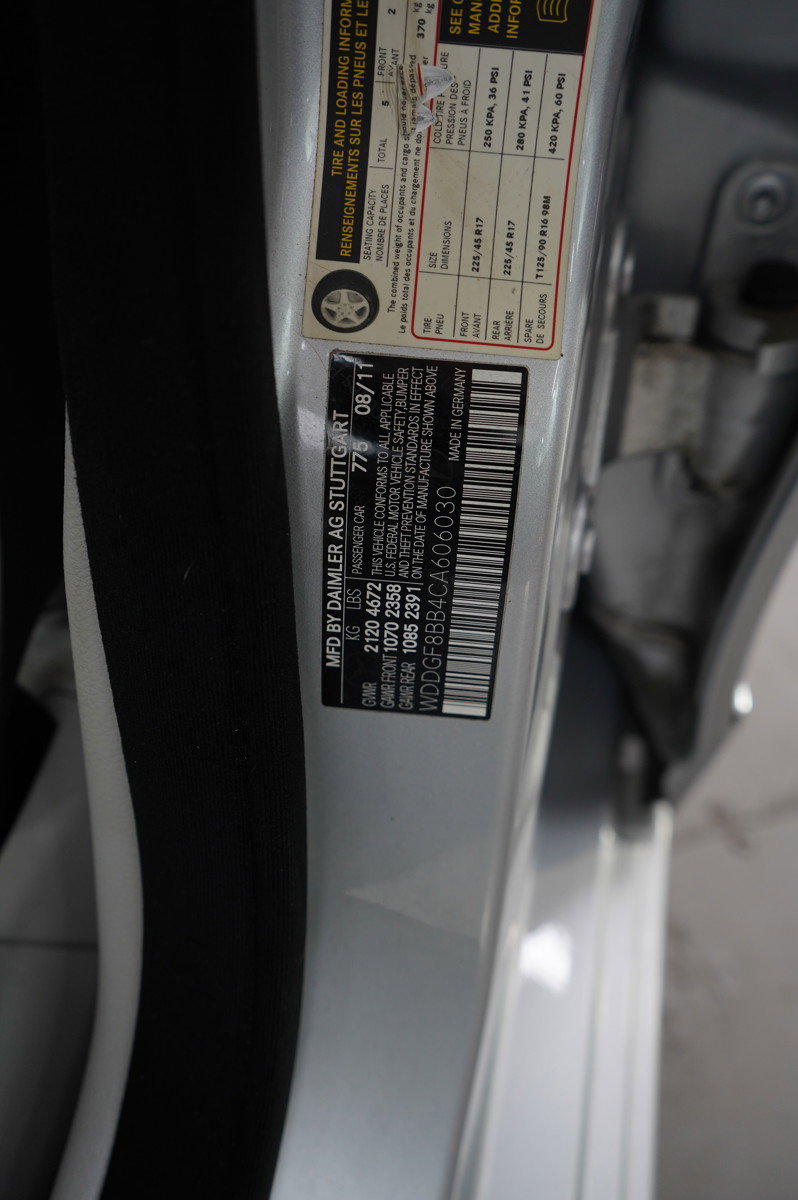 TIRE AND LOADING INFORM
RENSEIGNEMENTS SUR LES PNEUS ET LE
SEATING CAPACITY
NOMBRE DE PLACES
TOTAL 5 FRONT
AVANT 2
The combined weight of occupants and cargo should never exce
370 kg
Le poids total des occupants et du chargement ne do jamais dépasser
kg
TIRE
PNEU
SIZE
DIMENSIONS
COLD TIRE URE
PRESSION DES
PNEUS À FROID
SEE
MAN
ADDI
INFOR
FRONT
AVANT
225/45 R17
250 KPA, 36 PSI
REAR
ARRIÈRE
225/45 R17
280 KPA, 41 PSI
SPARE
DE SECOURS
T125/90 R16 98M
420 KPA, 60 PSI
MFD BY DAIMLER AG STUTTGART
KG LBS PASSENGER CAR 775 08/11
GVWR 2120 4672
GAWR FRONT 1070 2358
GAWR REAR 1085 2391
THIS VEHICLE CONFORMS TO ALL APPLICABLE
U.S. FEDERAL MOTOR VEHICLE SAFETY, BUMPER
AND THEFT PREVENTION STANDARDS IN EFFECT
ON THE DATE OF MANUFACTURE SHOWN ABOVE
WDDGF8BB4CA606030
MADE IN GERMANY